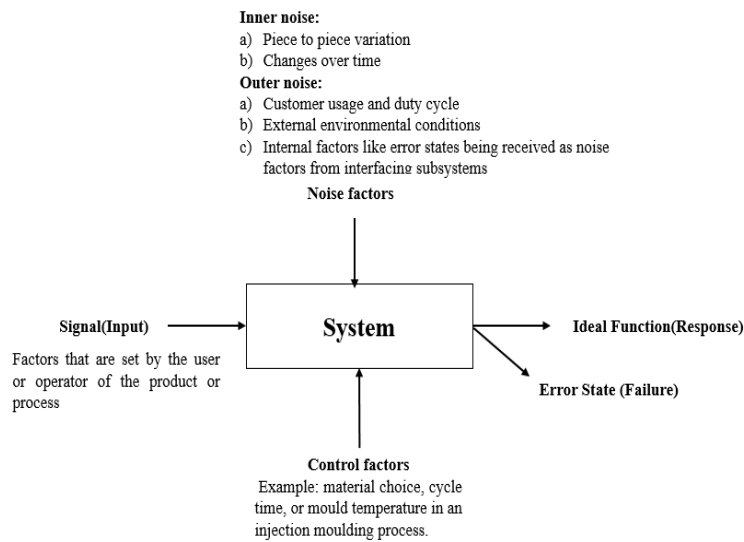 Inner noise:
a) Piece to piece variation
b) Changes over time
Outer noise:
a) Customer usage and duty cycle
b) External environmental conditions
c) Internal factors like error states being received as noise
factors from interfacing subsystems
Noise factors
Signal(Input)
Factors that are set by the user
or operator of the product or
process
System
Ideal Function(Response)
Error State (Failure)
Control factors
Example: material choice, cycle
time, or mould temperature in an
injection moulding process.